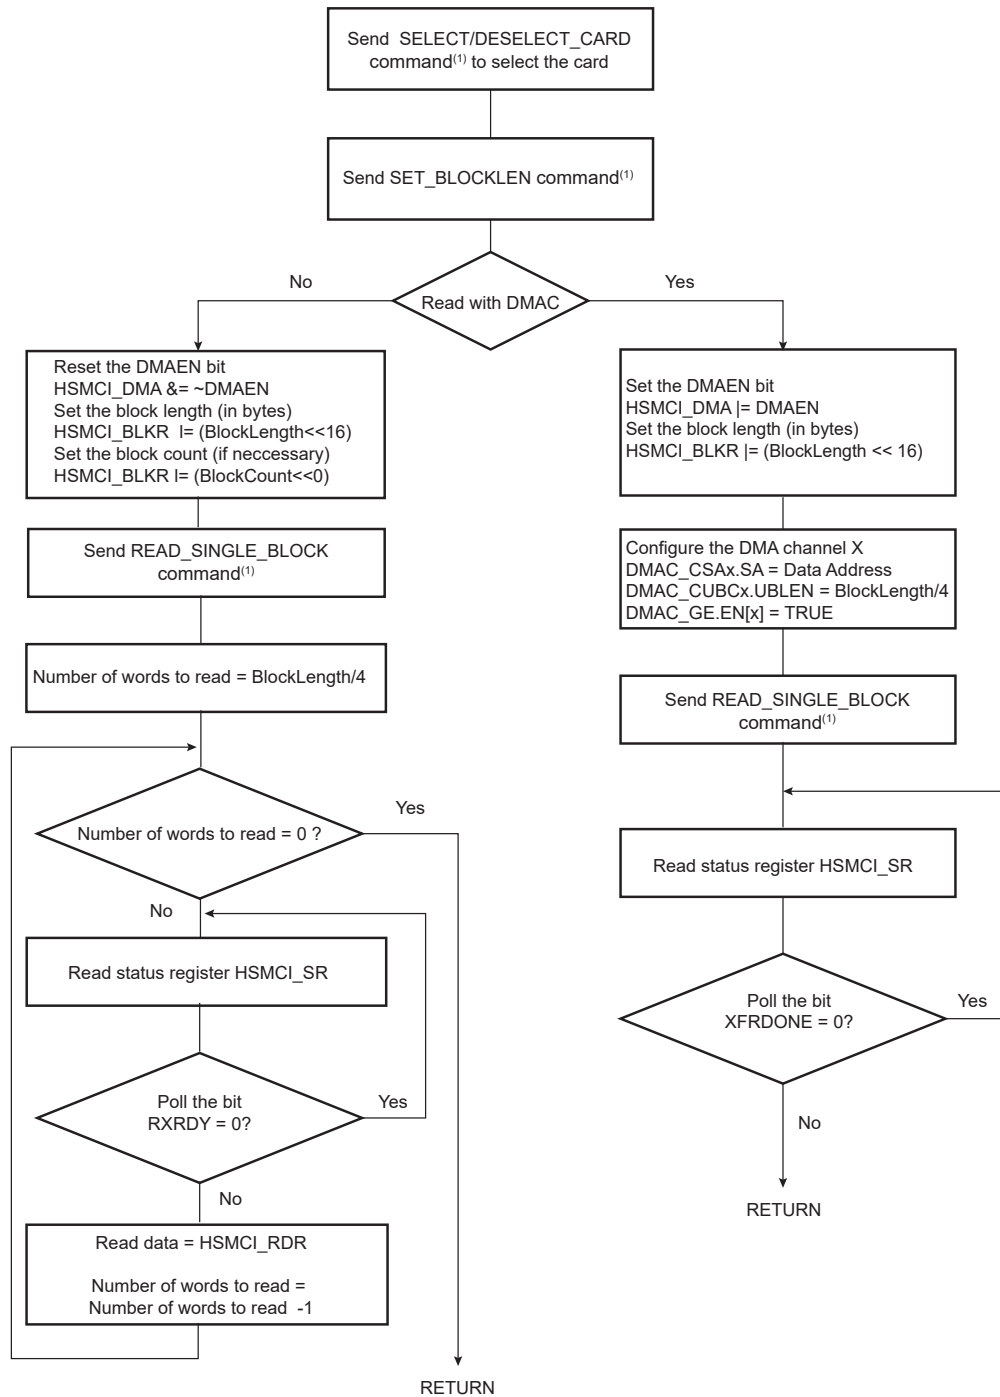 Send  SELECT/DESELECT_CARD
command(1) to select the card
Send SET_BLOCKLEN command(1)
No
Yes
Read with DMAC
Reset the DMAEN bit
HSMCI_DMA &= ~DMAEN
Set the block length (in bytes)
HSMCI_BLKR  l= (BlockLength<<16)
Set the block count (if neccessary)
HSMCI_BLKR l= (BlockCount<<0)
Send READ_SINGLE_BLOCK
command(1)
Number of words to read = BlockLength/4
Number of words to read = 0 ?
Yes
No
Read status register HSMCI_SR
Poll the bit
RXRDY = 0?
Yes
No
Read data = HSMCI_RDR
Number of words to read =
Number of words to read  -1
RETURN
Set the DMAEN bit
HSMCI_DMA |= DMAEN
Set the block length (in bytes)
HSMCI_BLKR |= (BlockLength << 16)
Configure the DMA channel X
DMAC_CSAx.SA = Data Address
DMAC_CUBCx.UBLEN = BlockLength/4
DMAC_GE.EN[x] = TRUE
Send READ_SINGLE_BLOCK
command(1)
Read status register HSMCI_SR
Poll the bit
XFRDONE = 0?
Yes
No
RETURN